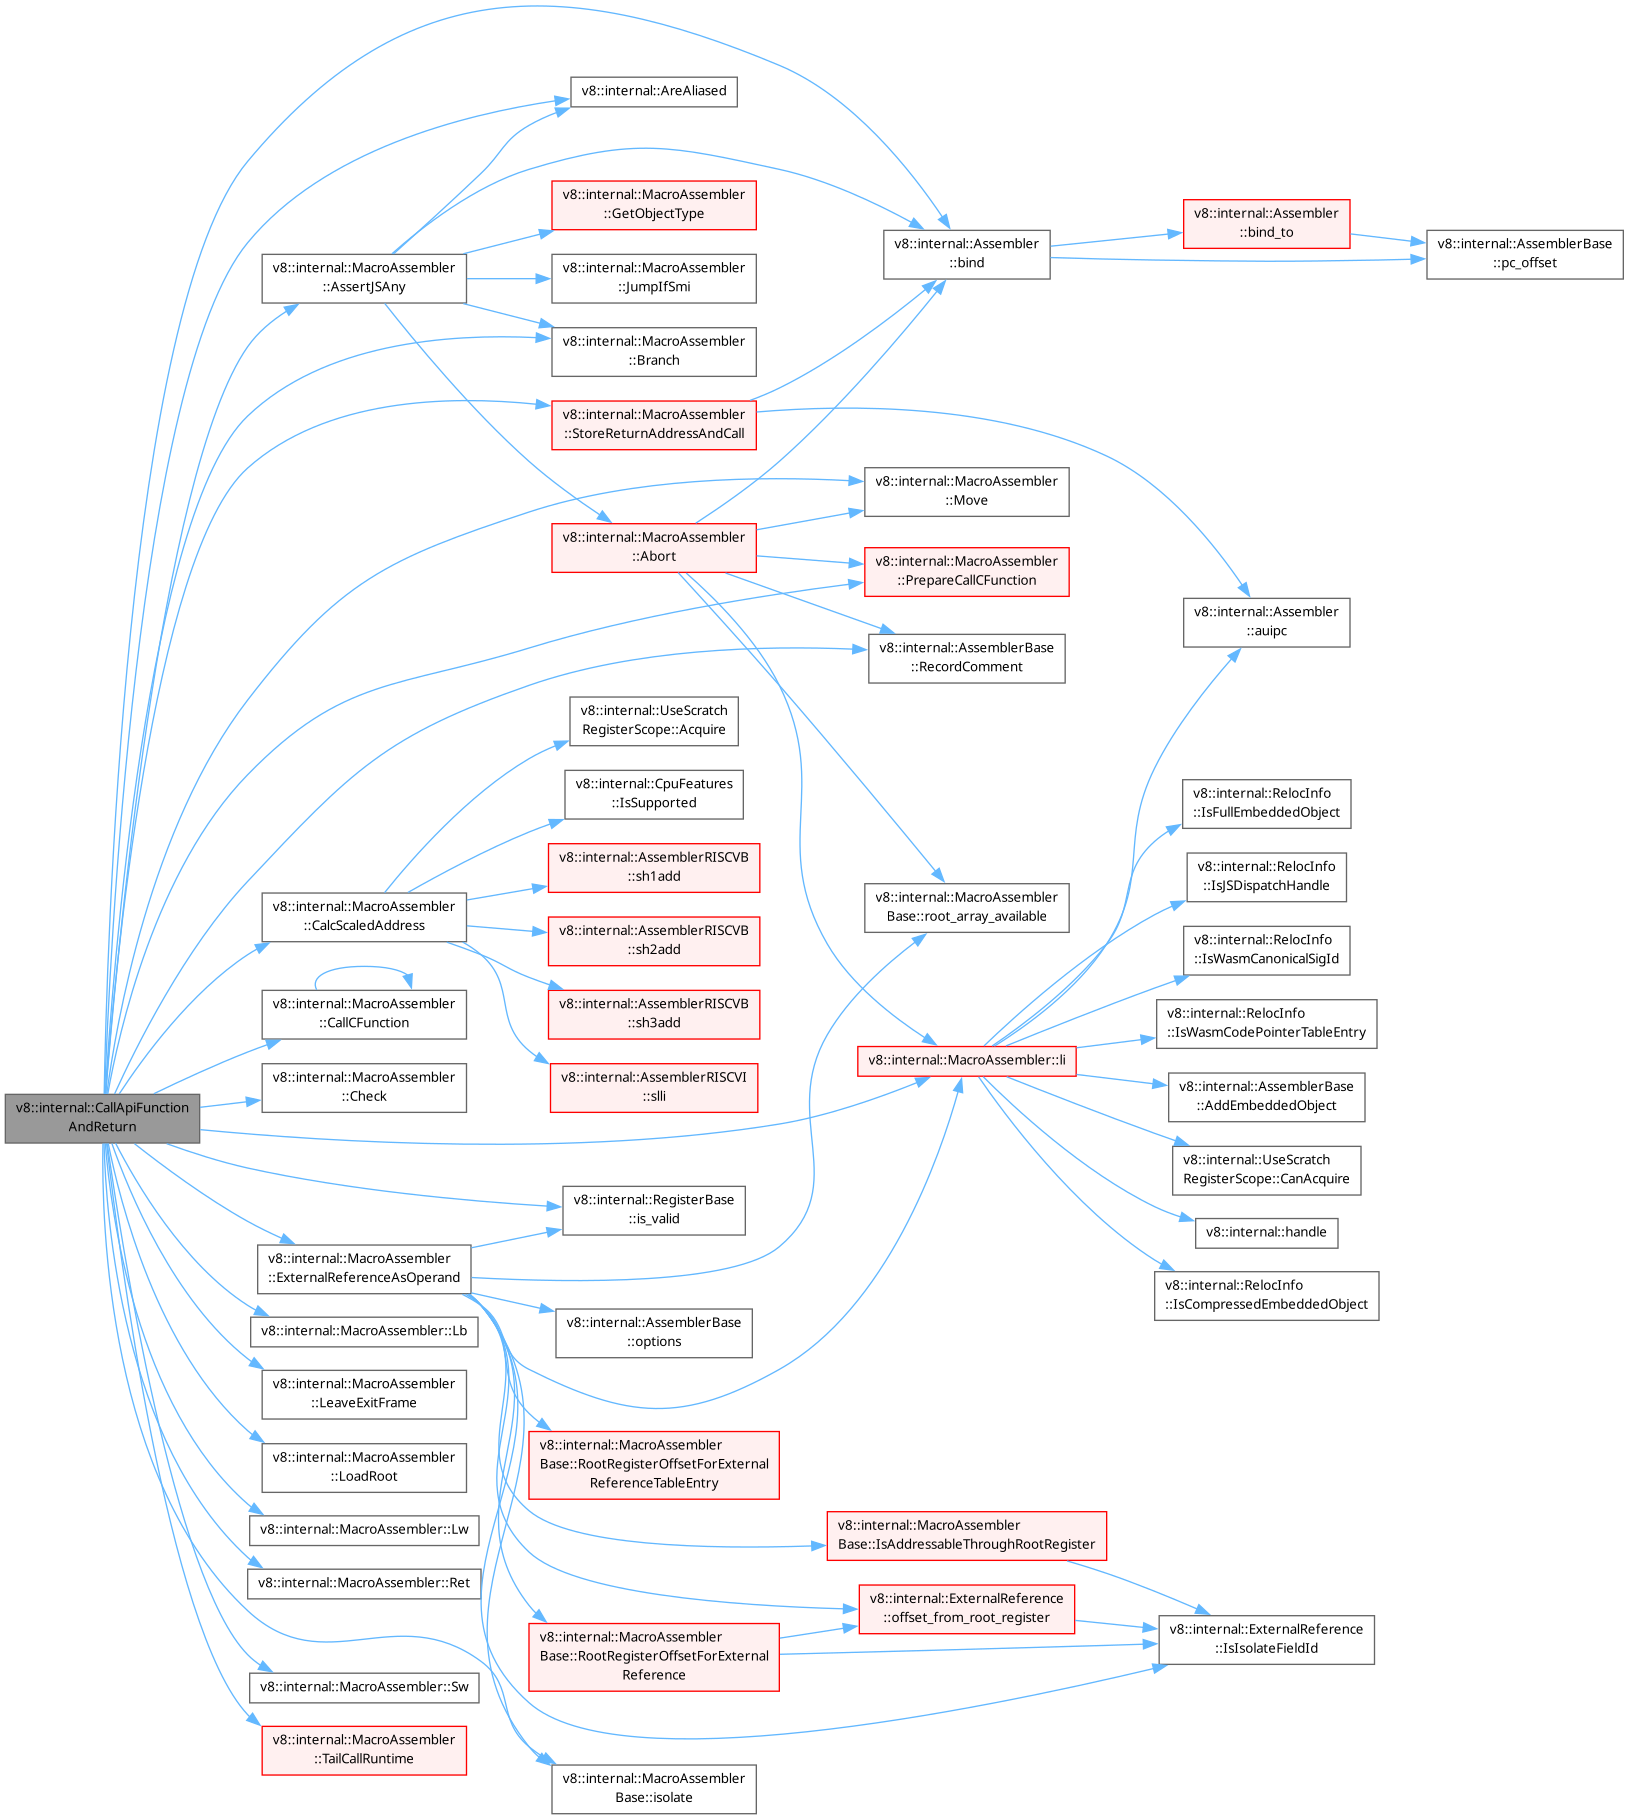 v8::internal::AreAliased
v8::internal::MacroAssembler
::GetObjectType
v8::internal::Assembler
::bind_to
v8::internal::Assembler
::bind
v8::internal::AssemblerBase
::pc_offset
v8::internal::MacroAssembler
::AssertJSAny
v8::internal::MacroAssembler
::JumpIfSmi
v8::internal::MacroAssembler
::Branch
v8::internal::MacroAssembler
::StoreReturnAddressAndCall
v8::internal::MacroAssembler
::Move
v8::internal::MacroAssembler
::Abort
v8::internal::MacroAssembler
::PrepareCallCFunction
v8::internal::Assembler
::auipc
v8::internal::AssemblerBase
::RecordComment
v8::internal::UseScratch
RegisterScope::Acquire
v8::internal::CpuFeatures
::IsSupported
v8::internal::RelocInfo
::IsFullEmbeddedObject
v8::internal::AssemblerRISCVB
::sh1add
v8::internal::RelocInfo
::IsJSDispatchHandle
v8::internal::MacroAssembler
Base::root_array_available
v8::internal::MacroAssembler
::CalcScaledAddress
v8::internal::AssemblerRISCVB
::sh2add
v8::internal::RelocInfo
::IsWasmCanonicalSigId
v8::internal::MacroAssembler
::CallCFunction
v8::internal::AssemblerRISCVB
::sh3add
v8::internal::RelocInfo
::IsWasmCodePointerTableEntry
v8::internal::MacroAssembler::li
v8::internal::MacroAssembler
::Check
v8::internal::AssemblerRISCVI
::slli
v8::internal::AssemblerBase
::AddEmbeddedObject
v8::internal::CallApiFunction
AndReturn
v8::internal::UseScratch
RegisterScope::CanAcquire
v8::internal::RegisterBase
::is_valid
v8::internal::handle
v8::internal::MacroAssembler
::ExternalReferenceAsOperand
v8::internal::RelocInfo
::IsCompressedEmbeddedObject
v8::internal::MacroAssembler::Lb
v8::internal::AssemblerBase
::options
v8::internal::MacroAssembler
::LeaveExitFrame
v8::internal::MacroAssembler
::LoadRoot
v8::internal::MacroAssembler
Base::RootRegisterOffsetForExternal
ReferenceTableEntry
v8::internal::MacroAssembler::Lw
v8::internal::MacroAssembler
Base::IsAddressableThroughRootRegister
v8::internal::MacroAssembler::Ret
v8::internal::ExternalReference
::offset_from_root_register
v8::internal::ExternalReference
::IsIsolateFieldId
v8::internal::MacroAssembler
Base::RootRegisterOffsetForExternal
Reference
v8::internal::MacroAssembler::Sw
v8::internal::MacroAssembler
::TailCallRuntime
v8::internal::MacroAssembler
Base::isolate